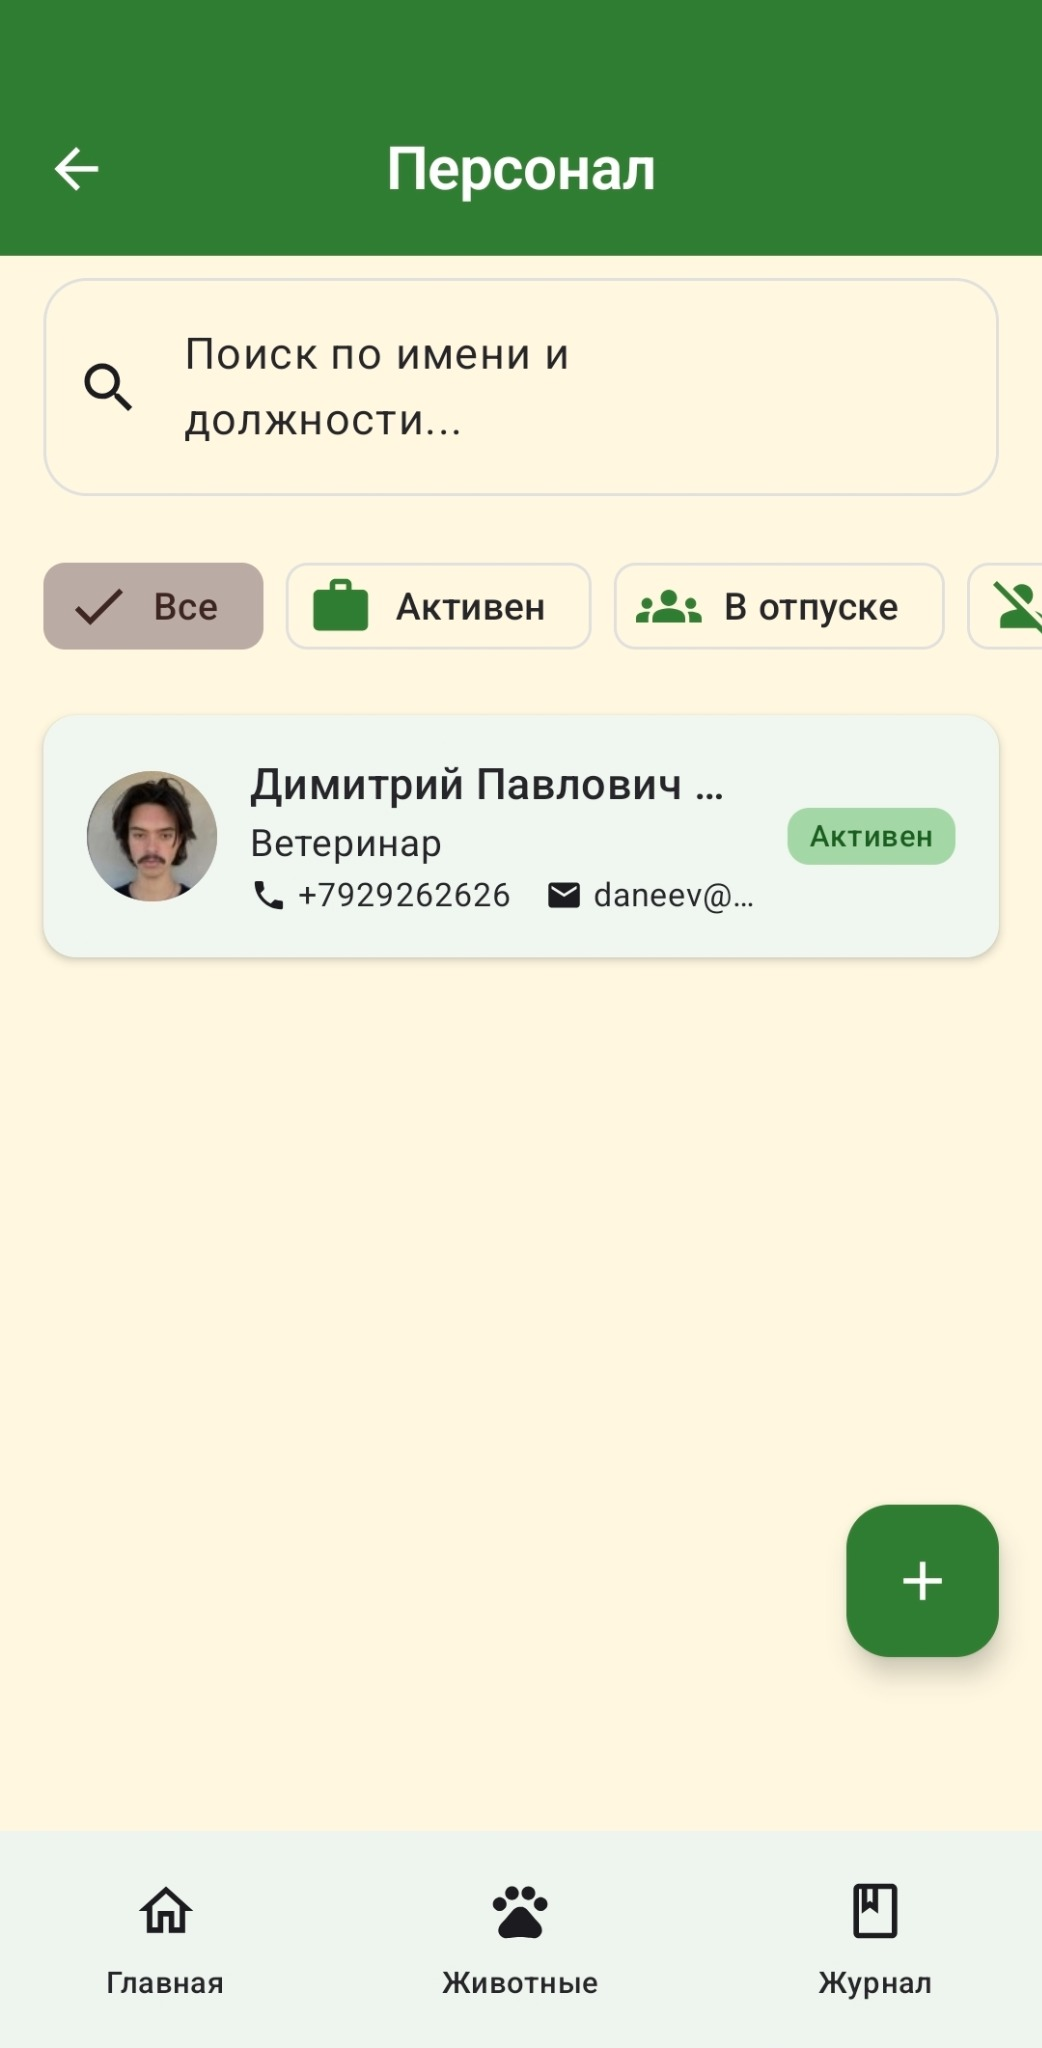 Персонал
Поиск по имени и
должности...
Все
Активен
В отпуске
Димитрий Павлович ...
Ветеринар
Активен
+7929262626
daneev@...
Главная
Животные
Журнал